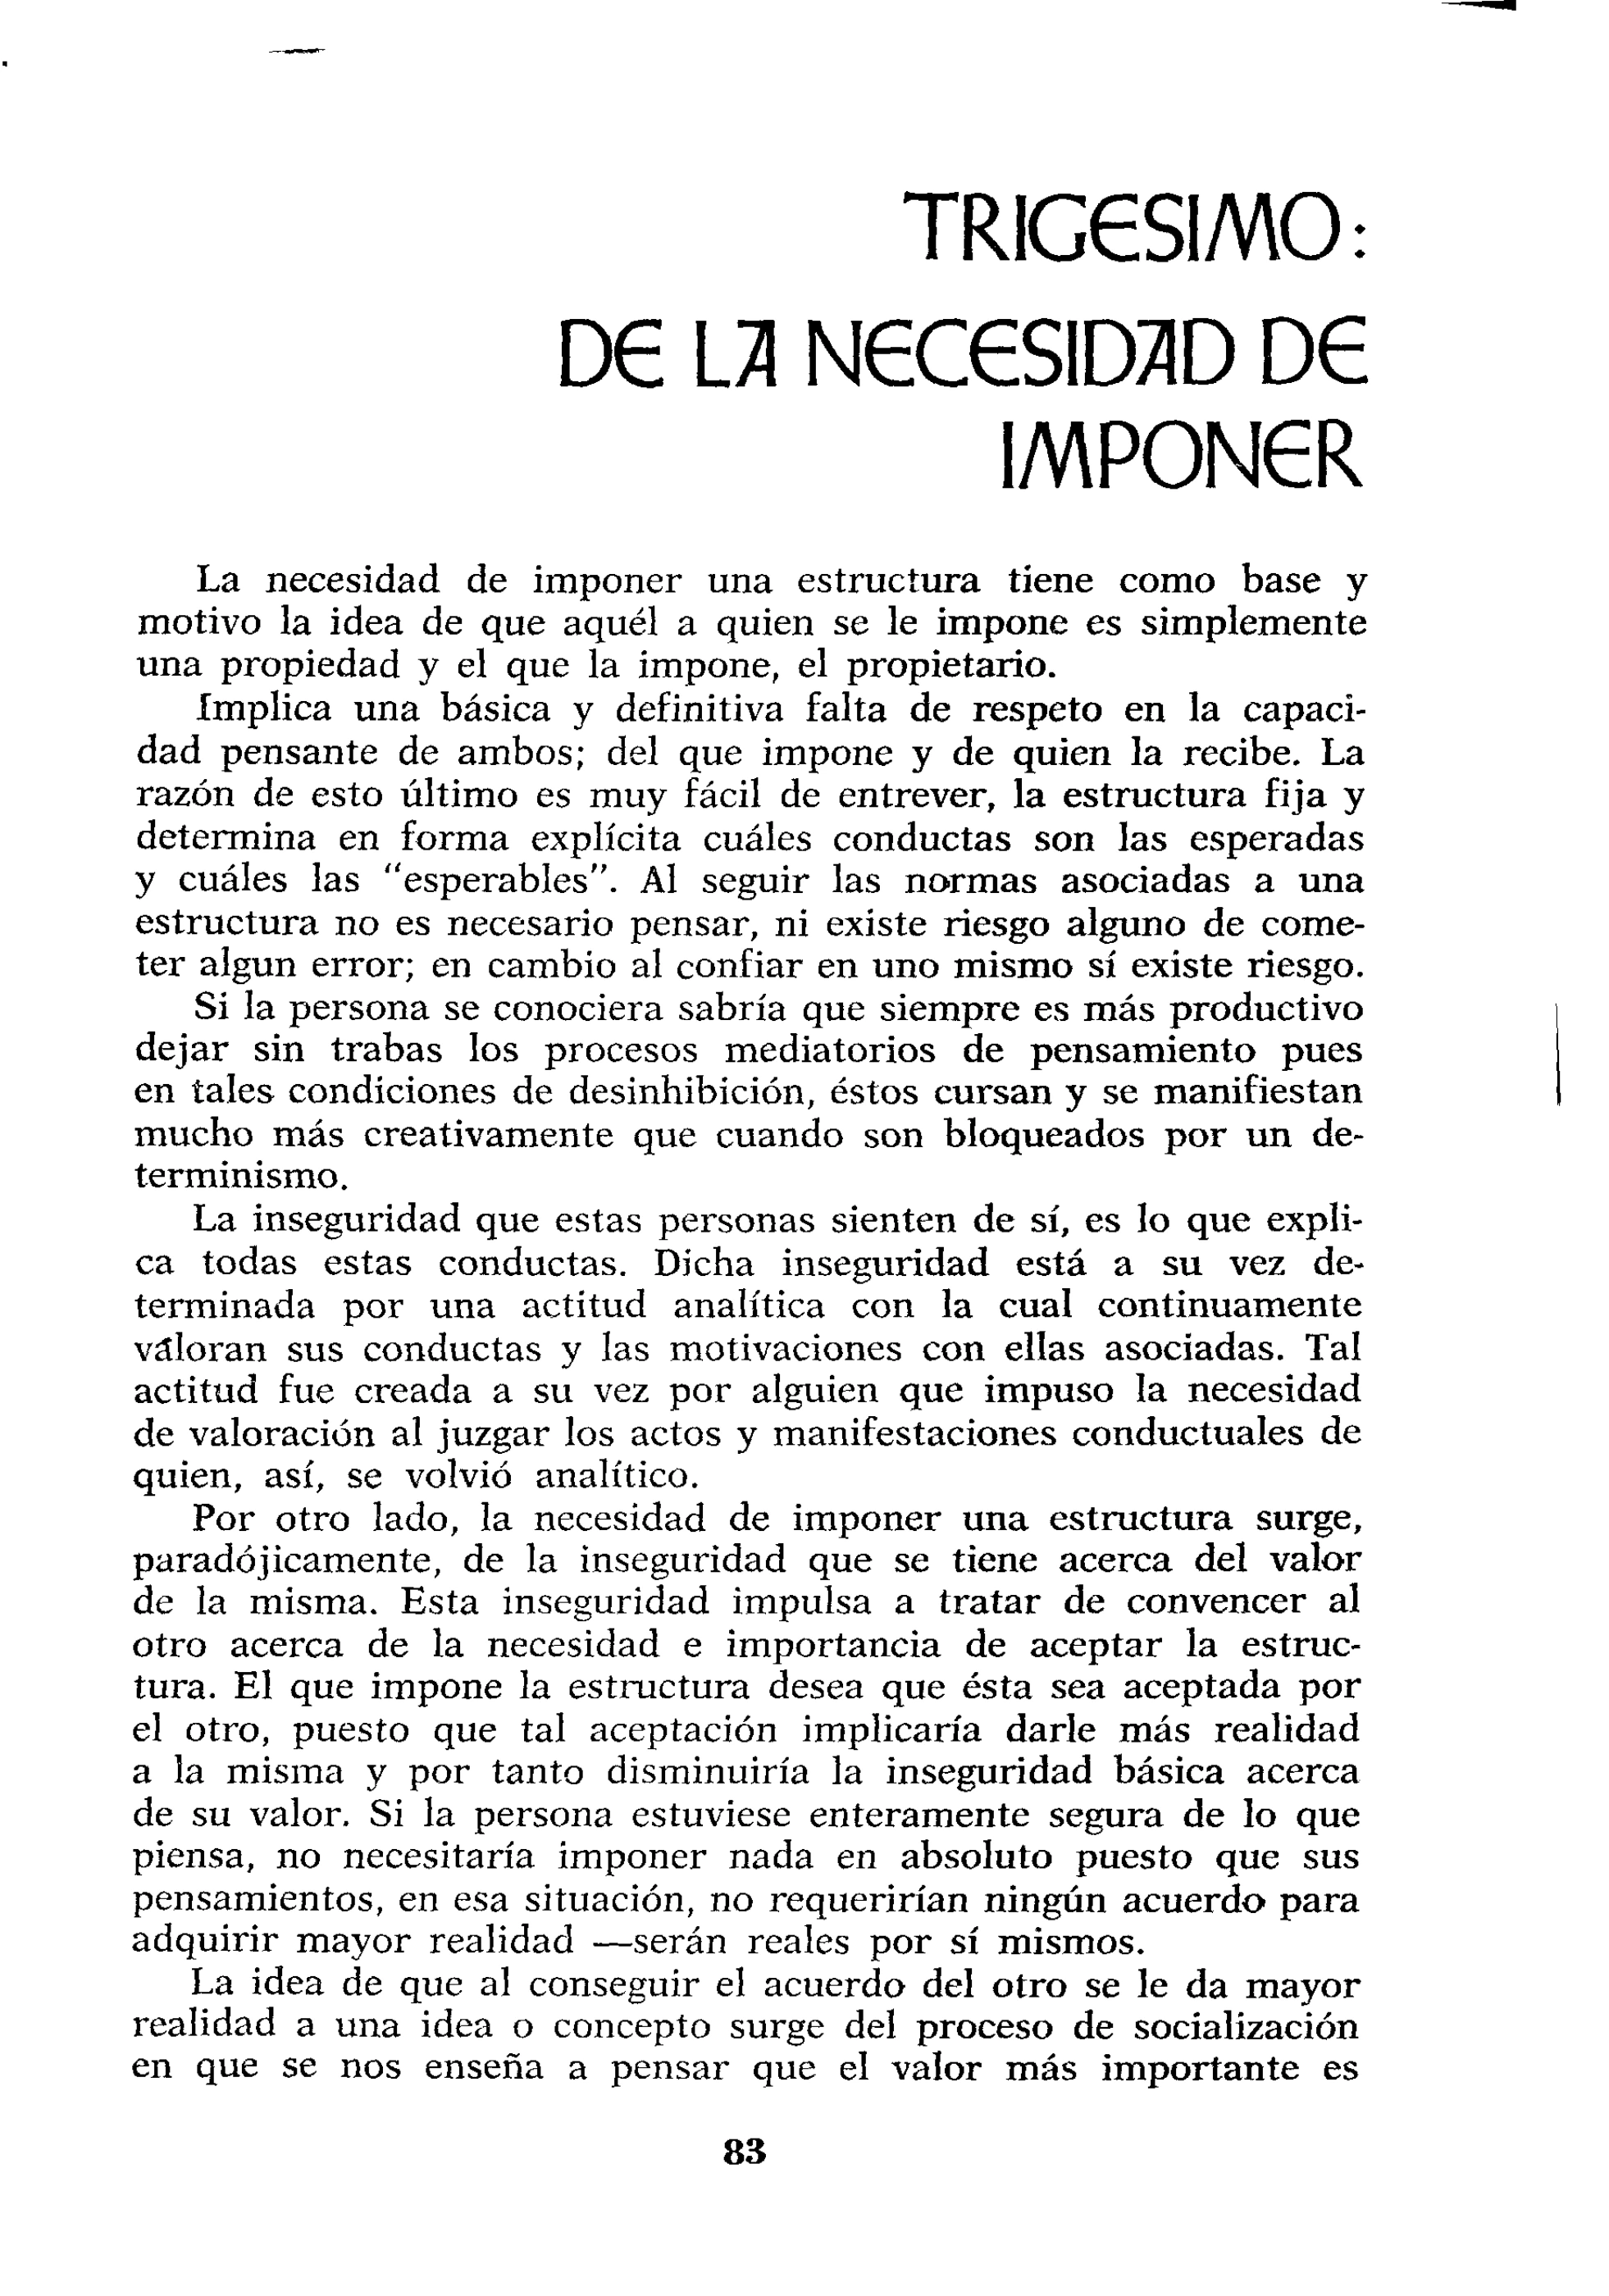 TRIGESIMO:
DE LA NECESIDAD DE
IMPONER
La necesidad de imponer una estructura tiene como base y
motivo la idea de que aquél a quien se le impone es simplemente
una propiedad y el que la impone, el propietario.
Implica una básica y definitiva falta de respeto en la capaci-
dad pensante de ambos; del que impone y de quien la recibe. La
razón de esto último es muy fácil de entrever, la estructura fija y
determina en forma explícita cuáles conductas son las esperadas
y cuáles las "esperables". Al seguir las normas asociadas a una
estructura no es necesario pensar, ni existe riesgo alguno de come-
ter algun error; en cambio al confiar en uno mismo sí existe riesgo.
Si la persona se conociera sabría que siempre es más productivo
dejar sin trabas los procesos mediatorios de pensamiento pues
en tales condiciones de desinhibición, éstos cursan y se manifiestan
mucho más creativamente que cuando son bloqueados por un de-
terminismo.
La inseguridad que estas personas sienten de sí, es lo que expli-
ca todas estas conductas. Dicha inseguridad está a su vez de-
terminada por una actitud analítica con la cual continuamente
valoran sus conductas y las motivaciones con ellas asociadas. Tal
actitud fue creada a su vez por alguien que impuso la necesidad
de valoración al juzgar los actos y manifestaciones conductuales de
quien, así, se volvió analítico.
Por otro lado, la necesidad de imponer una estructura surge,
paradójicamente, de la inseguridad que se tiene acerca del valor
de la misma. Esta inseguridad impulsa a tratar de convencer al
otro acerca de la necesidad e importancia de aceptar la estruc-
tura. El que impone la estructura desea que ésta sea aceptada por
el otro, puesto que tal aceptación implicaría darle más realidad
a la misma y por tanto disminuiría la inseguridad básica acerca
de su valor. Si la persona estuviese enteramente segura de lo que
piensa, no necesitaría imponer nada en absoluto puesto que sus
pensamientos, en esa situación, no requerirían ningún acuerdo para
adquirir mayor realidad —serán reales por sí mismos.
La idea de que al conseguir el acuerdo del otro se le da mayor
realidad a una idea o concepto surge del proceso de socialización
en que se nos enseña a pensar que el valor más importante es
83